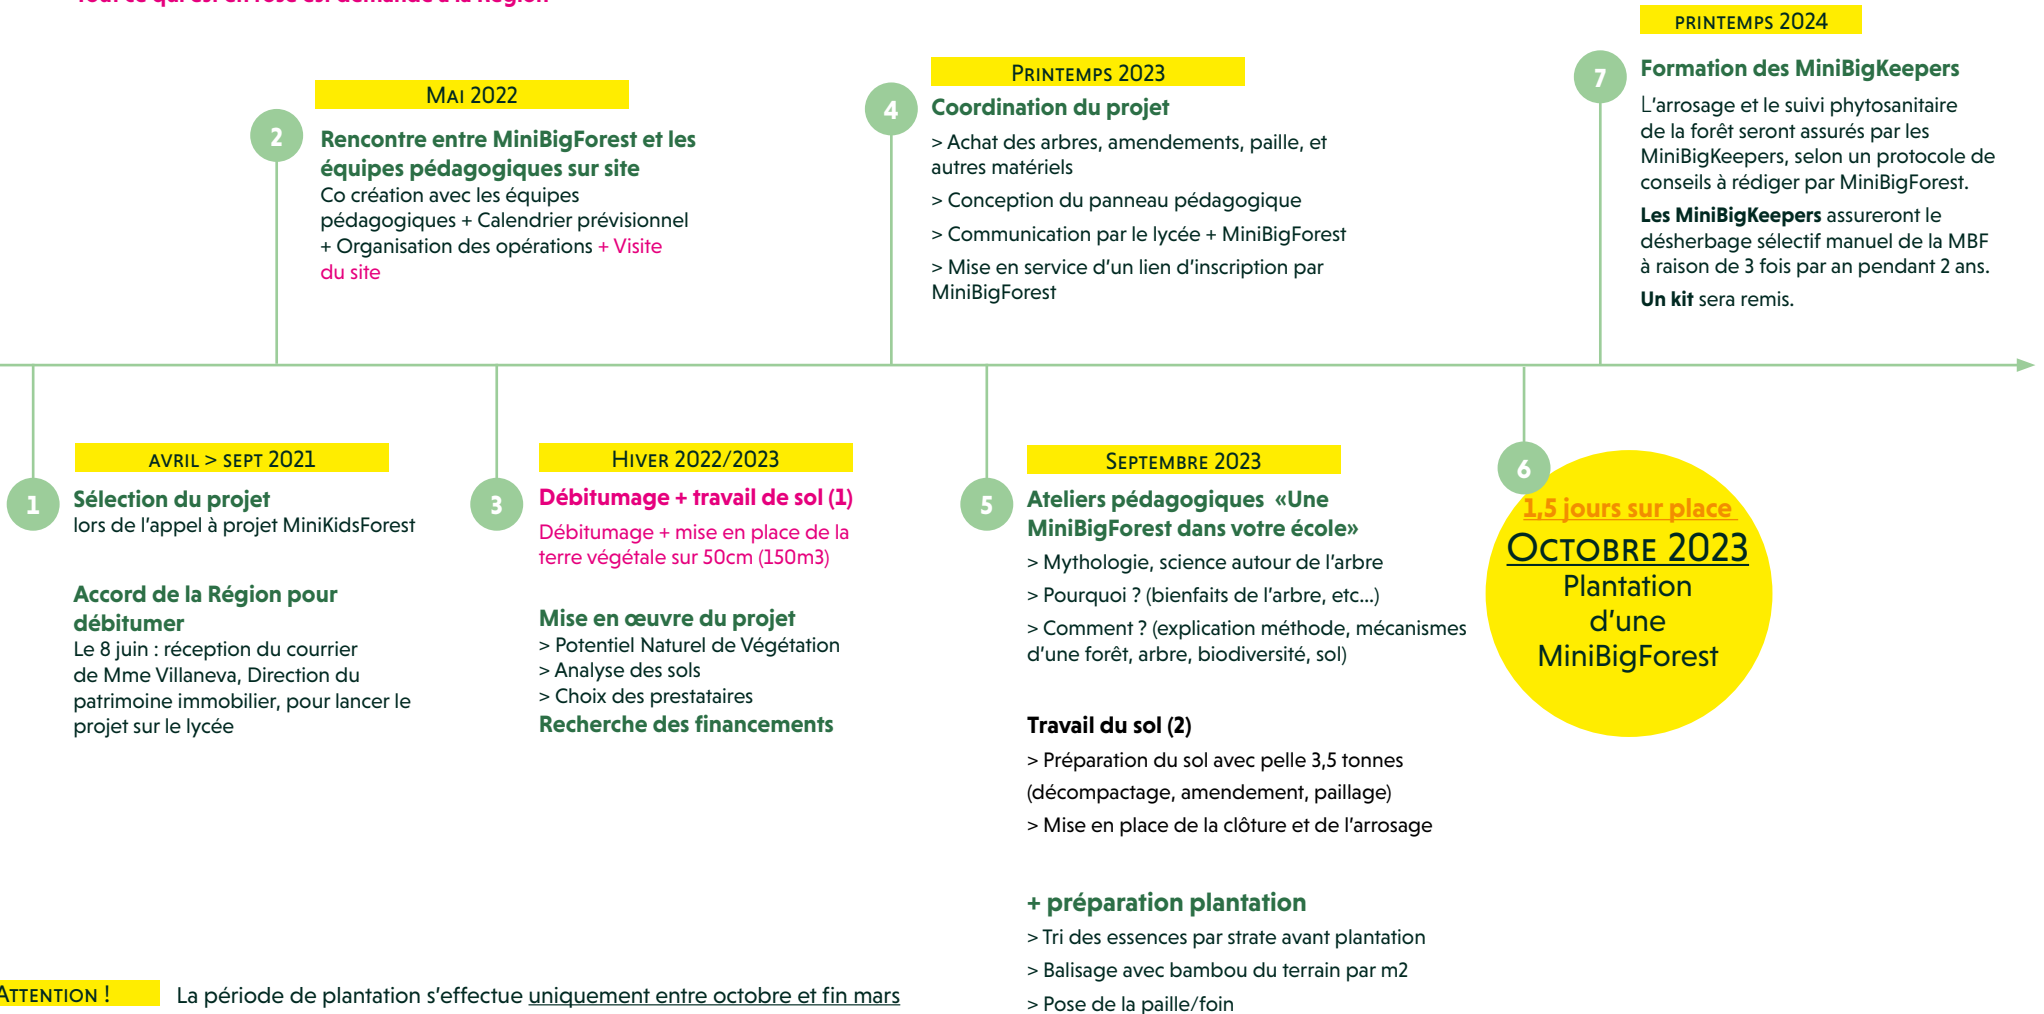 Tout ce qui est en rose est demandé à la Région
PRINTEMPS 2024
7
Formation des MiniBigKeepers
L'arrosage et le suivi phytosanitaire
de la forêt seront assurés par les
MiniBigKeepers, selon un protocole de
conseils à rédiger par MiniBigForest.
Les MiniBigKeepers assureront le
désherbage sélectif manuel de la MBF
à raison de 3 fois par an pendant 2 ans.
Un kit sera remis.
MAI 2022
2
Rencontre entre MiniBigForest et les
équipes pédagogiques sur site
Co création avec les équipes
pédagogiques + Calendrier prévisionnel
+ Organisation des opérations + Visite
du site
PRINTEMPS 2023
4
Coordination du projet
> Achat des arbres, amendements, paille, et
autres matériels
> Conception du panneau pédagogique
> Communication par le lycée + MiniBigForest
> Mise en service d'un lien d'inscription par
MiniBigForest
AVRIL > SEPT 2021
1
Sélection du projet
lors de l'appel à projet MiniKidsForest
Accord de la Région pour
débitumer
Le 8 juin : réception du courrier
de Mme Villaneva, Direction du
patrimoine immobilier, pour lancer le
projet sur le lycée
HIVER 2022/2023
3
Débitumage + travail de sol (1)
Débitumage + mise en place de la
terre végétale sur 50cm (150m3)
Mise en œuvre du projet
> Potentiel Naturel de Végétation
> Analyse des sols
> Choix des prestataires
Recherche des financements
SEPTEMBRE 2023
5
Ateliers pédagogiques «Une
MiniBigForest dans votre école»
> Mythologie, science autour de l'arbre
> Pourquoi ? (bienfaits de l'arbre, etc...)
> Comment ? (explication méthode, mécanismes
d'une forêt, arbre, biodiversité, sol)
Travail du sol (2)
> Préparation du sol avec pelle 3,5 tonnes
(décompactage, amendement, paillage)
> Mise en place de la clôture et de l'arrosage
+ préparation plantation
> Tri des essences par strate avant plantation
> Balisage avec bambou du terrain par m2
> Pose de la paille/foin
6
1,5 jours sur place
OCTOBRE 2023
Plantation
d'une
MiniBigForest
ATTENTION !
La période de plantation s'effectue uniquement entre octobre et fin mars